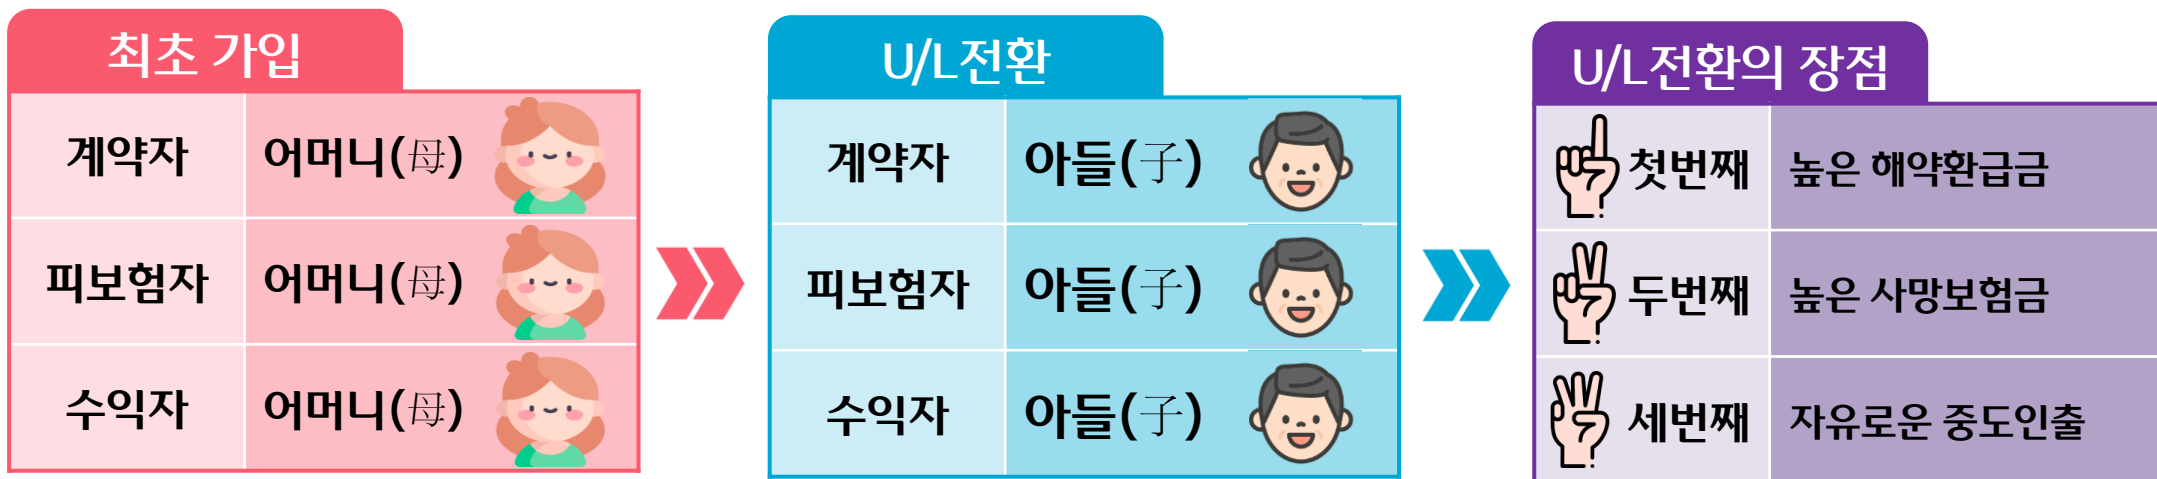 최초 가입
계약자 어머니(母)
피보험자 어머니(母)
수익자 어머니(母)
U/L전환
계약자 아들(子)
피보험자 아들(子)
수익자 아들(子)
U/L전환의 장점
첫번째 높은 해약환급금
두번째 높은 사망보험금
세번째 자유로운 중도인출